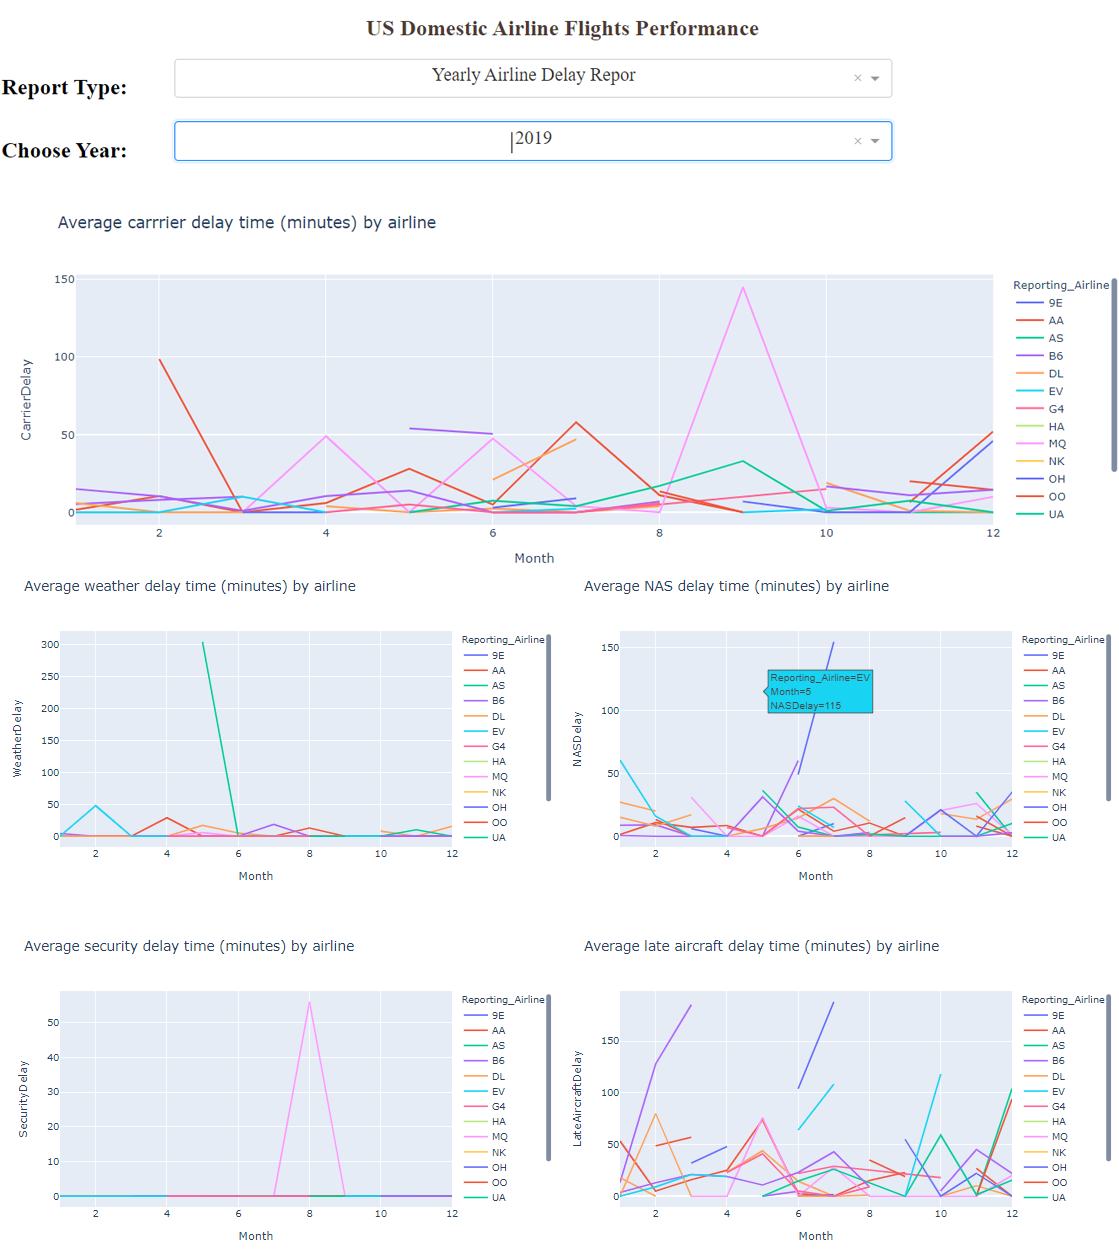 US Domestic Airline Flights Performance
Report Type:
Yearly Airline Delay Repor
×
Choose Year:
2019
×
Average carrrier delay time (minutes) by airline
150
100
50
0
CarrierDelay
2
4
6
8
10
12
Month
Reporting_Airline
9E
AA
AS
B6
DL
EV
G4
HA
MQ
NK
OH
OO
UA
Average weather delay time (minutes) by airline
300
250
200
150
100
50
0
WeatherDelay
2
4
6
8
10
12
Month
Reporting_Airline
9E
AA
AS
B6
DL
EV
G4
HA
MQ
NK
OH
OO
UA
Average NAS delay time (minutes) by airline
150
100
50
0
NASDelay
Reporting_Airline=EV
Month=5
NASDelay=115
2
4
6
8
10
12
Month
Reporting_Airline
9E
AA
AS
B6
DL
EV
G4
HA
MQ
NK
OH
OO
UA
Average security delay time (minutes) by airline
50
40
30
20
10
0
SecurityDelay
2
4
6
8
10
12
Month
Reporting_Airline
9E
AA
AS
B6
DL
EV
G4
HA
MQ
NK
OH
OO
UA
Average late aircraft delay time (minutes) by airline
150
100
50
0
LateAircraftDelay
2
4
6
8
10
12
Month
Reporting_Airline
9E
AA
AS
B6
DL
EV
G4
HA
MQ
NK
OH
OO
UA